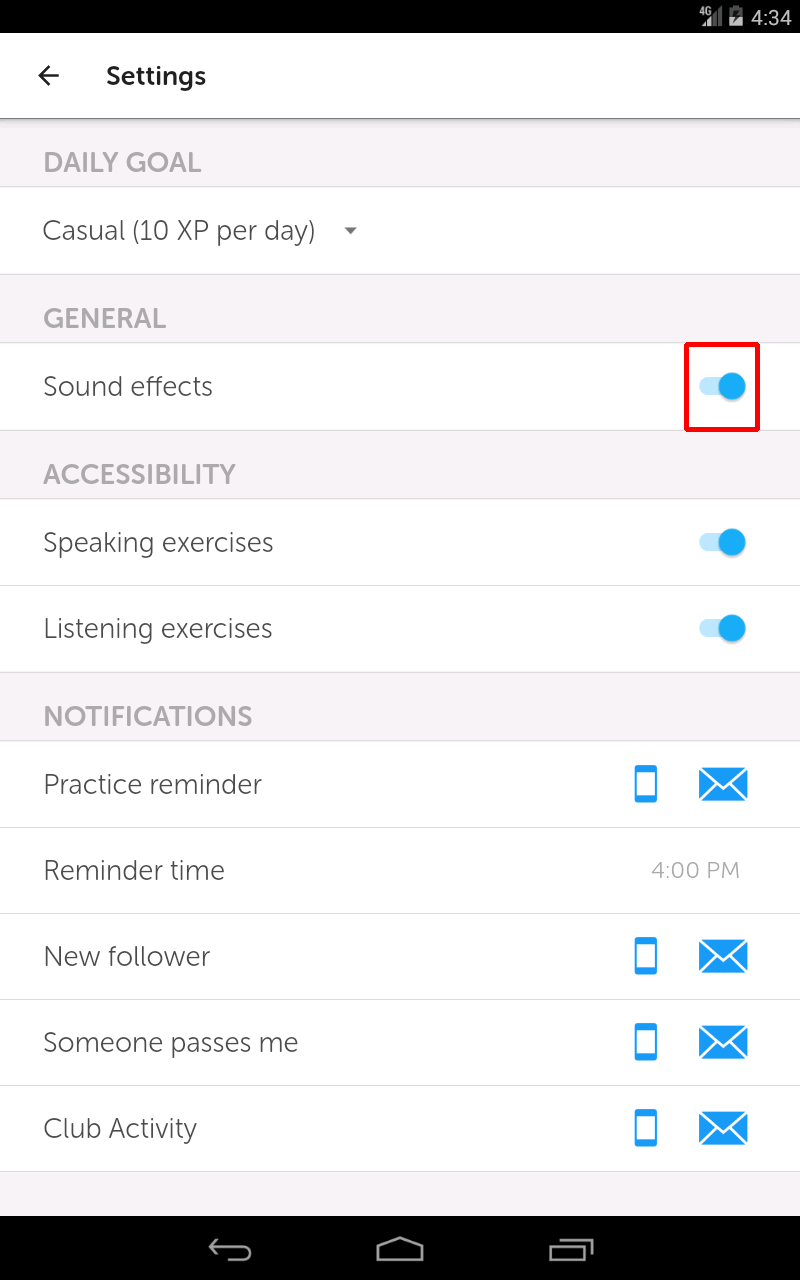 4G 4:34
Settings
DAILY GOAL
Casual (10 XP per day)
GENERAL
Sound effects
ACCESSIBILITY
Speaking exercises
Listening exercises
NOTIFICATIONS
Practice reminder
Reminder time 4:00 PM
New follower
Someone passes me
Club Activity